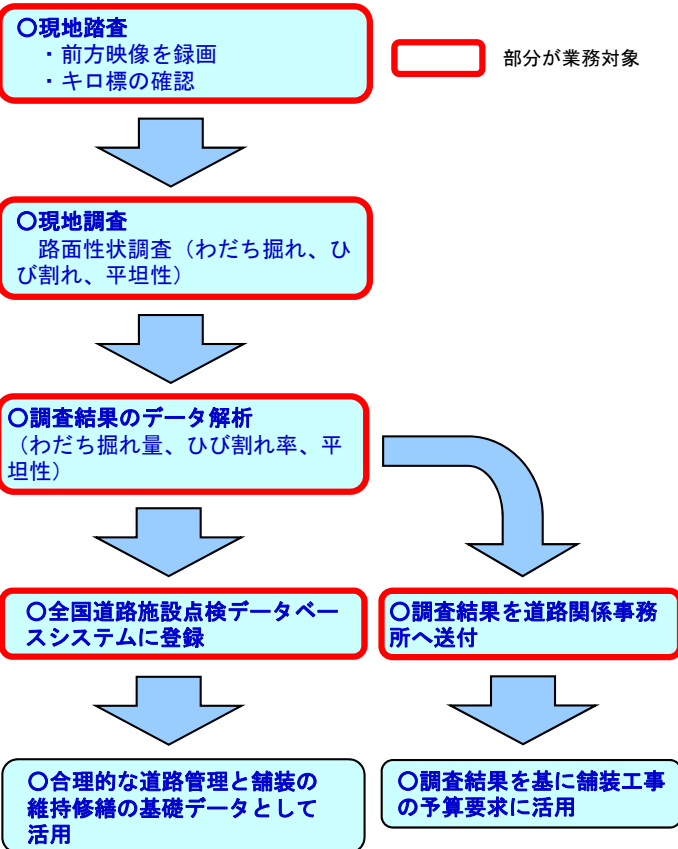 〇現地踏査
・前方映像を録画
・キロ標の確認
部分が業務対象
〇現地調査
路面性状調査（わだち掘れ、ひ
び割れ、平坦性）
〇調査結果のデータ解析
（わだち掘れ量、ひび割れ率、平
坦性）
〇全国道路施設点検データベー
スシステムに登録
〇調査結果を道路関係事務
所へ送付
〇合理的な道路管理と舗装の
維持修繕の基礎データとして
活用
〇調査結果を基に舗装工事
の予算要求に活用